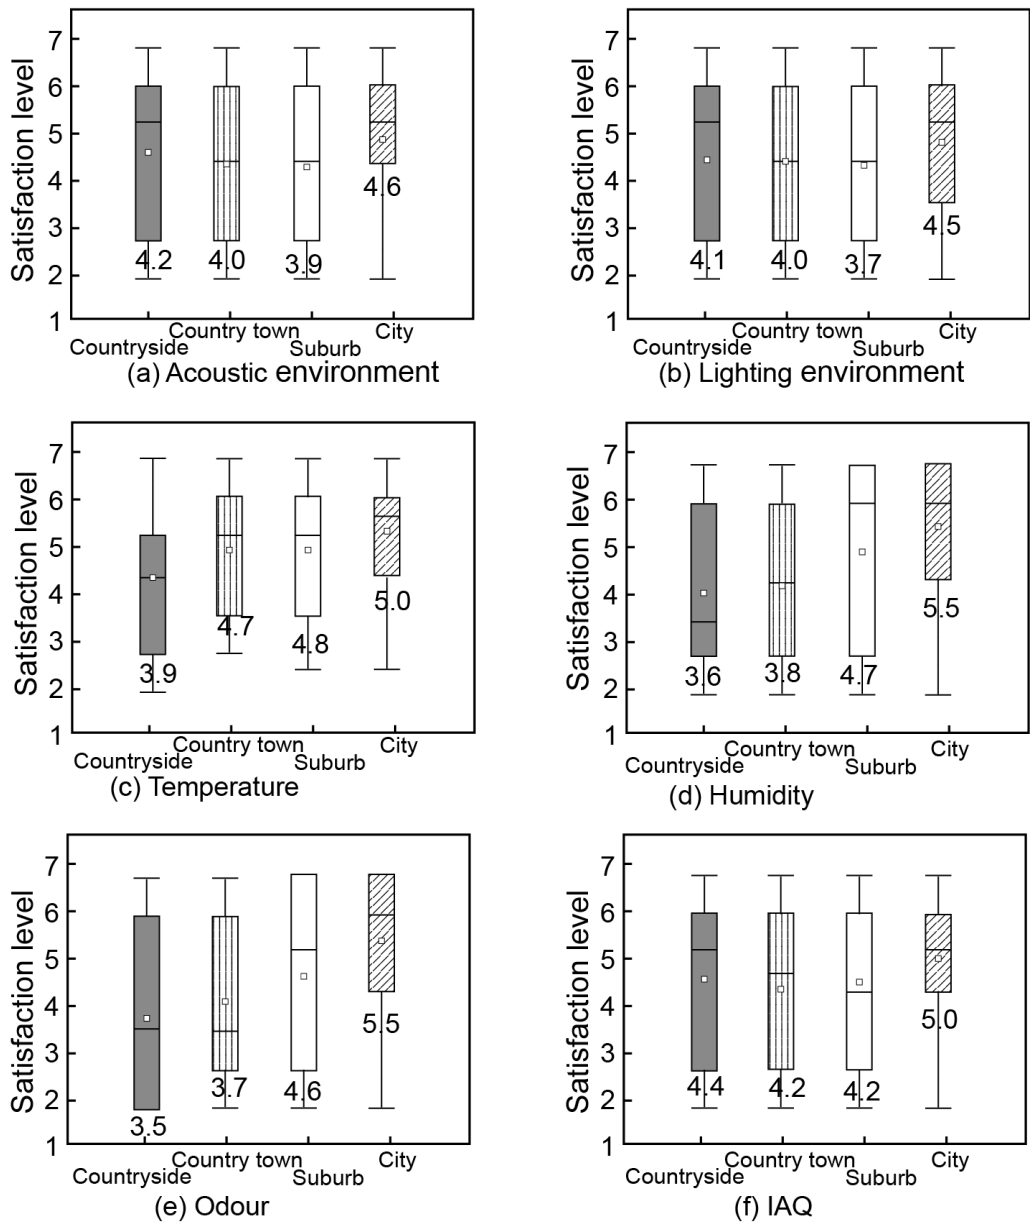 Satisfaction level
7
6
5
4
3
2
1
4.2
4.0
3.9
4.6
Countryside
Country town
Suburb
City
(a) Acoustic environment
Satisfaction level
7
6
5
4
3
2
1
4.1
4.0
3.7
4.5
Countryside
Country town
Suburb
City
(b) Lighting environment
Satisfaction level
7
6
5
4
3
2
1
3.9
4.7
4.8
5.0
Countryside
Country town
Suburb
City
(c) Temperature
Satisfaction level
7
6
5
4
3
2
1
3.6
3.8
4.7
5.5
Countryside
Country town
Suburb
City
(d) Humidity
Satisfaction level
7
6
5
4
3
2
1
3.5
3.7
4.6
5.5
Countryside
Country town
Suburb
City
(e) Odour
Satisfaction level
7
6
5
4
3
2
1
4.4
4.2
4.2
5.0
Countryside
Country town
Suburb
City
(f) IAQ